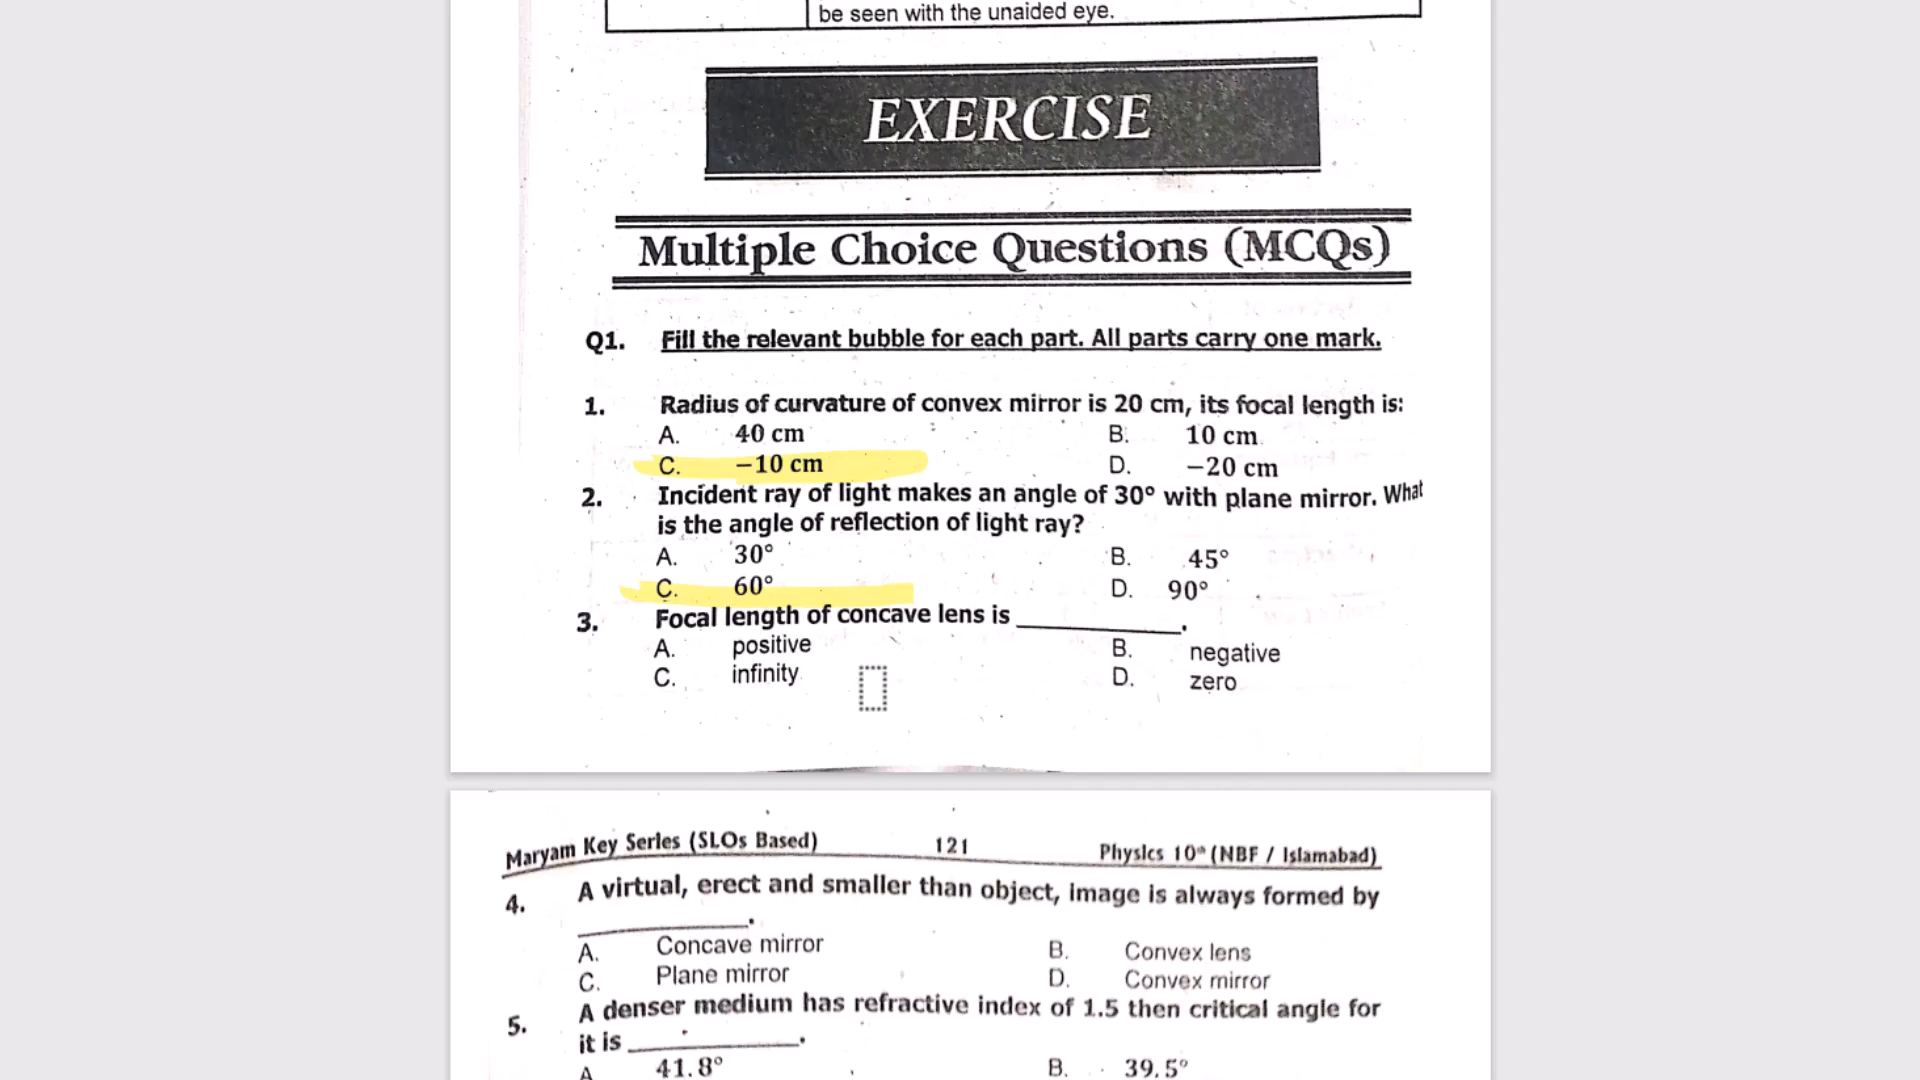 be seen with the unaided eye.
EXERCISE
Multiple Choice Questions (MCQs)
Q1. Fill the relevant bubble for each part. All parts carry one mark.
1. Radius of curvature of convex mirror is 20 cm, its focal length is:
A. 40 cm B. 10 cm
C. −10 cm D. −20 cm
2. Incident ray of light makes an angle of 30° with plane mirror. What
is the angle of reflection of light ray?
A. 30° B. 45°
C. 60° D. 90°
3. Focal length of concave lens is ____________.
A. positive B. negative
C. infinity D. zero
Maryam Key Series (SLOs Based) 121 Physics 10th (NBF / Islamabad)
4. A virtual, erect and smaller than object, image is always formed by
____________.
A. Concave mirror B. Convex lens
C. Plane mirror D. Convex mirror
5. A denser medium has refractive index of 1.5 then critical angle for
it is ____________.
A 41.8° B. 39.5°